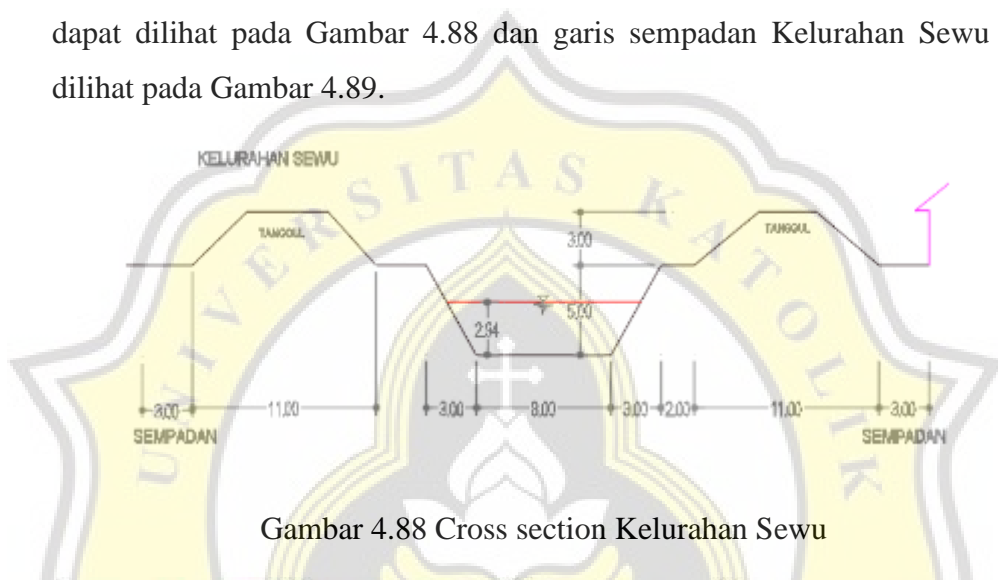 dapat dilihat pada Gambar 4.88 dan garis sempadan Kelurahan Sewu
dilihat pada Gambar 4.89.
KELURAHAN SEWU
UNIVERSITAS KATOLIK
TANGGUL
TANGGUL
3,00
5,00
2.94
3,00
11,00
3,00
8,00
3,00
2,00
11,00
3,00
SEMPADAN
SEMPADAN
Gambar 4.88 Cross section Kelurahan Sewu